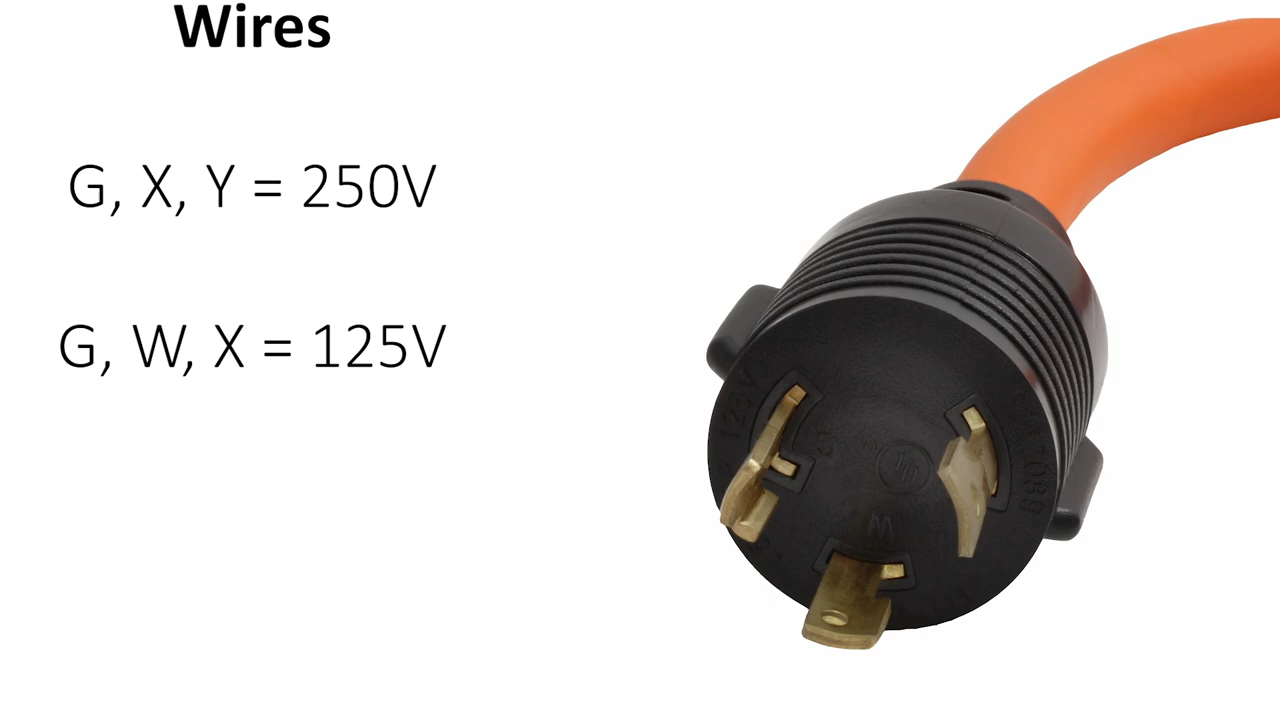 Wires
G, X, Y = 250V
G, W, X = 125V
W